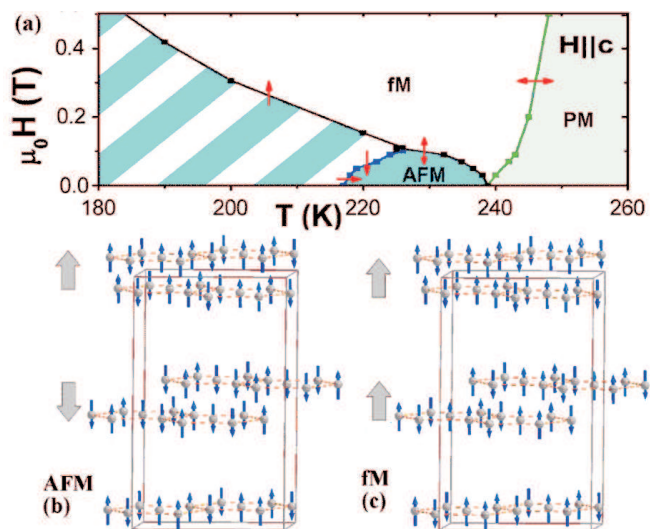 (a)
μ₀H (T)
0.4
0.2
0.0
fM
H||c
PM
AFM
180
200
220
240
260
T (K)
AFM
(b)
fM
(c)